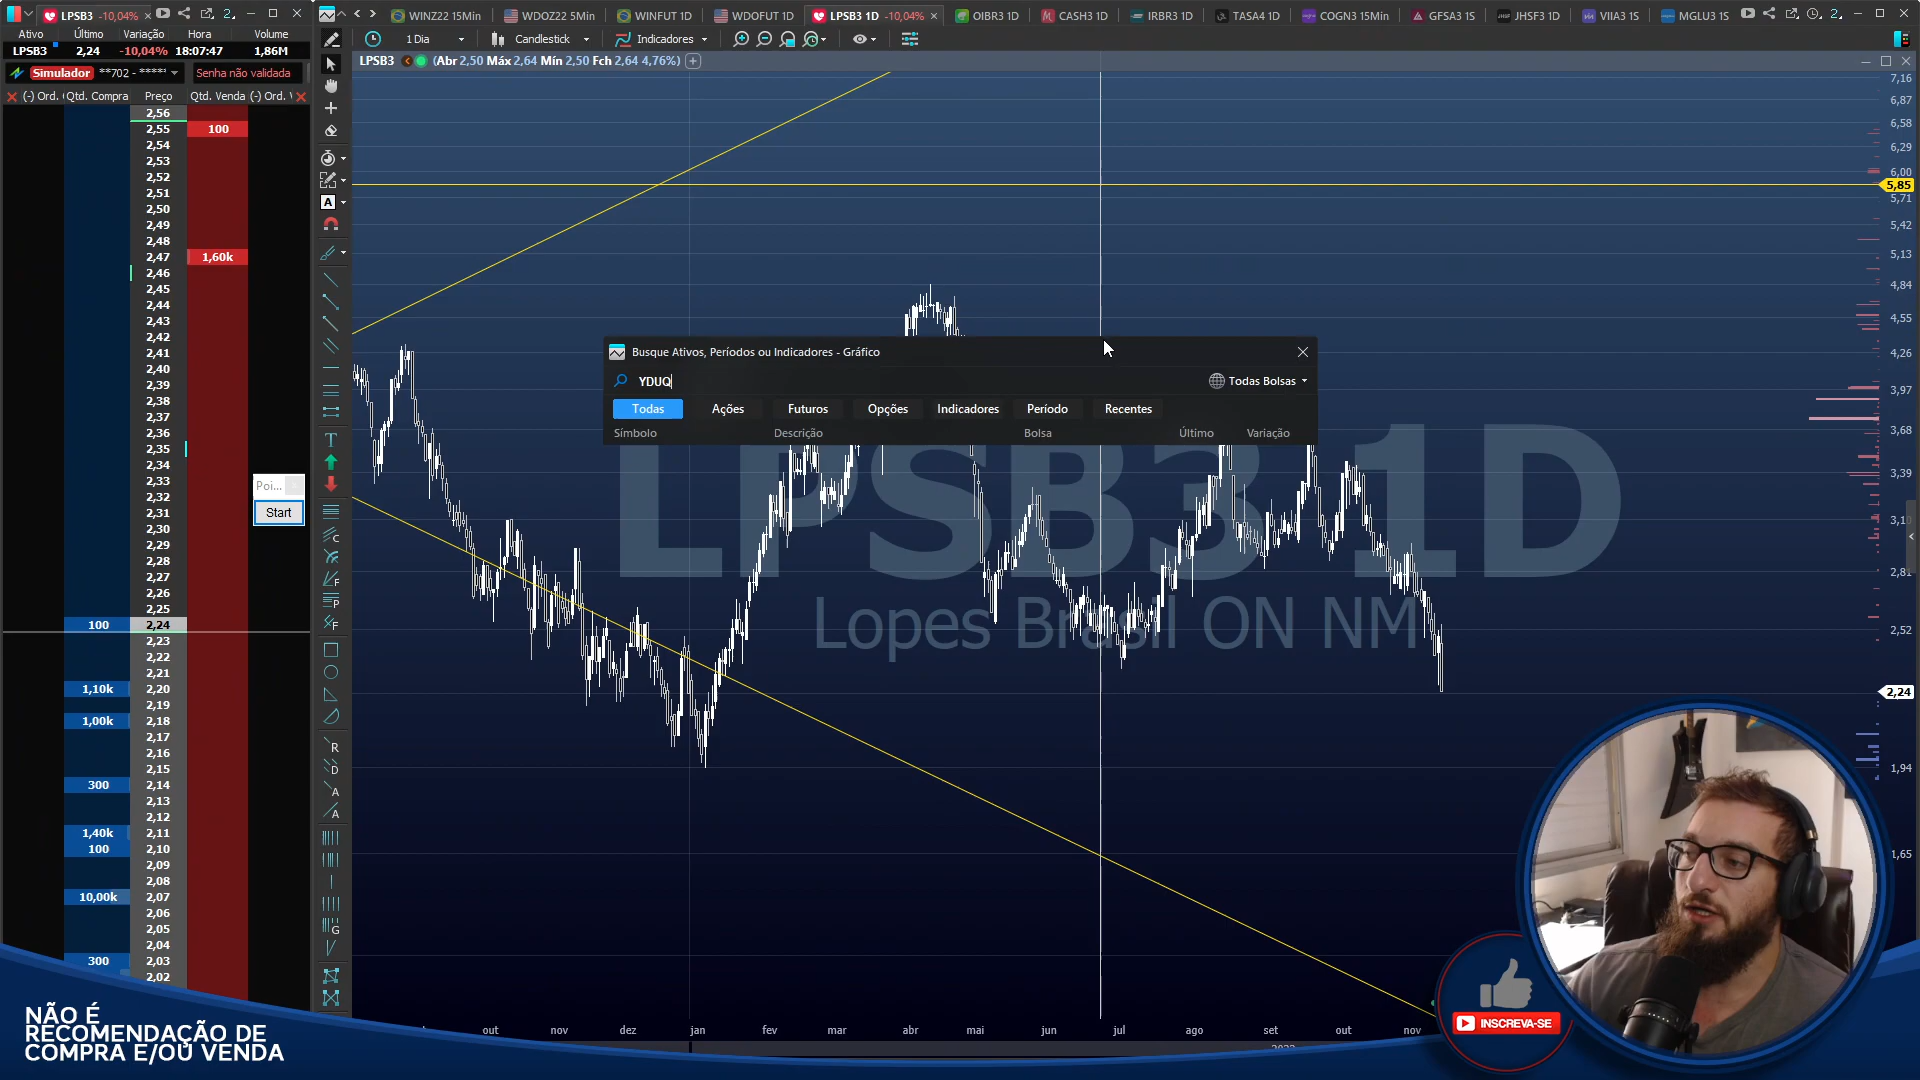 LPSB3 -10,04% 2.
WINZ22 15Min WDOZ22 5Min WINFUT 1D WDOFUT 1D LPSB3 1D -10,04% OIBR3 1D CASH3 1D IRBR3 1D TASA4 1D COGN3 15Min GFSA3 1S JHSF3 1D VIIA3 1S MGLU3 1S 2.
Ativo Último Variação Hora Volume
LPSB3 2,24 -10,04% 18:07:47 1,86M
Simulador **702 - ***** Senha não validada
(-) Ord. Qtd. Compra Preço Qtd. Venda (-) Ord.
1 Dia Candlestick Indicadores
LPSB3 (Abr 2,50 Máx 2,64 Mín 2,50 Fch 2,64 4,76%)
2,56
2,55 100
2,54
2,53
2,52
2,51
2,50
2,49
2,48
2,47 1,60k
2,46
2,45
2,44
2,43
2,42
2,41
2,40
2,39
2,38
2,37
2,36
2,35
2,34
2,33
2,32
2,31
2,30
2,29
2,28
2,27
2,26
2,25
100 2,24
2,23
2,22
2,21
1,10k 2,20
2,19
1,00k 2,18
2,17
2,16
2,15
300 2,14
2,13
2,12
1,40k 2,11
100 2,10
2,09
2,08
10,00k 2,07
2,06
2,05
2,04
300 2,03
2,02
Poi...
Start
Busque Ativos, Períodos ou Indicadores - Gráfico
YDUQ Todas Bolsas
Todas Ações Futuros Opções Indicadores Período Recentes
Símbolo Descrição Bolsa Último Variação
LPSB3 1D
Lopes Brasil ON NM
7,16
6,87
6,58
6,29
6,00
5,85
5,71
5,42
5,13
4,84
4,55
4,26
3,97
3,68
3,39
3,10
2,81
2,52
2,24
1,94
1,65
out nov dez jan fev mar abr mai jun jul ago set out nov
NÃO É
RECOMENDAÇÃO DE
COMPRA E/OU VENDA
INSCREVA-SE